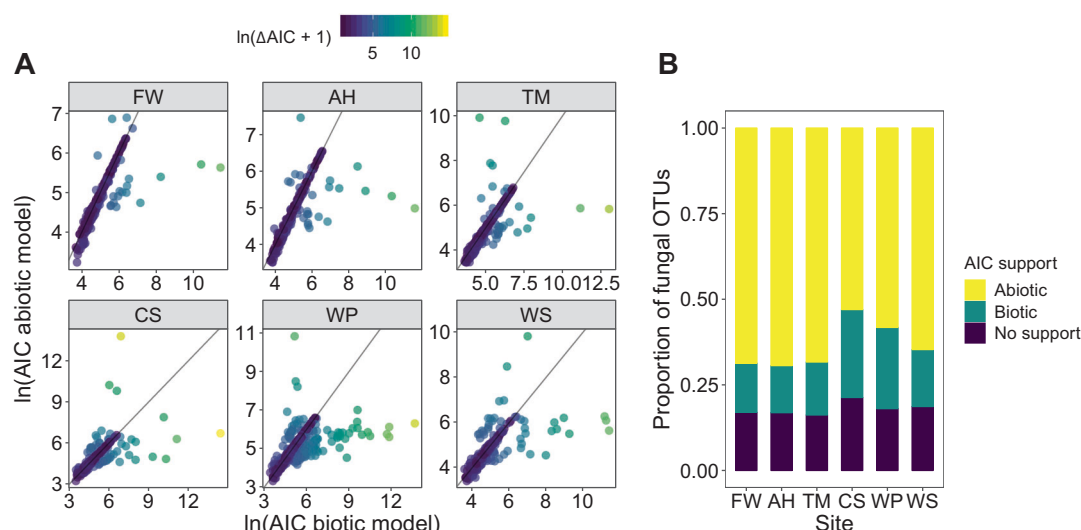 ln(ΔAIC + 1)
5 10
A
B
FW AH TM
7
6
5
4
7
6
5
4
10
8
6
4
4 6 8 10
4 6 8 10
5.0 7.5 10.0 12.5
CS WP WS
12
9
6
3
11
9
7
5
3
10
8
6
4
3 6 9 12
3 6 9 12
4 6 8 10
ln(AIC abiotic model)
ln(AIC biotic model)
Proportion of fungal OTUs
1.00
0.75
0.50
0.25
0.00
FW AH TM CS WP WS
Site
AIC support
Abiotic
Biotic
No support